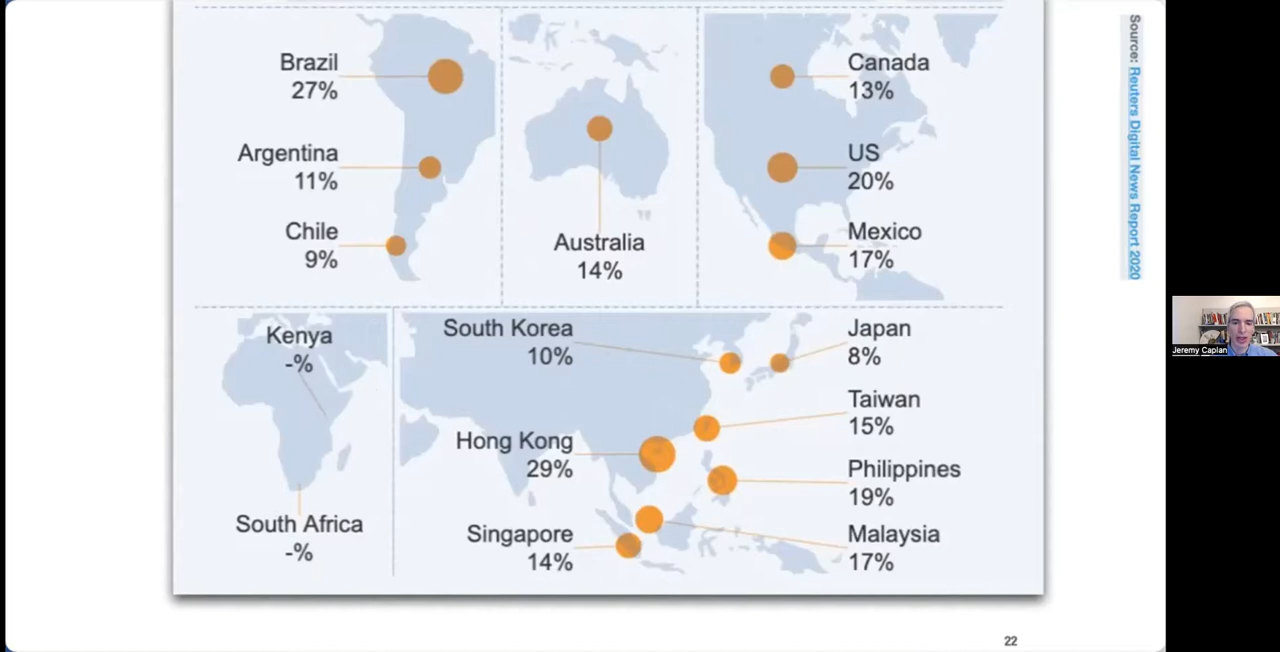 Brazil
27%
Argentina
11%
Chile
9%
Australia
14%
Canada
13%
US
20%
Mexico
17%
Kenya
-%
South Africa
-%
South Korea
10%
Hong Kong
29%
Singapore
14%
Japan
8%
Taiwan
15%
Philippines
19%
Malaysia
17%
Source: Reuters Digital News Report 2020
Jeremy Caplan
22